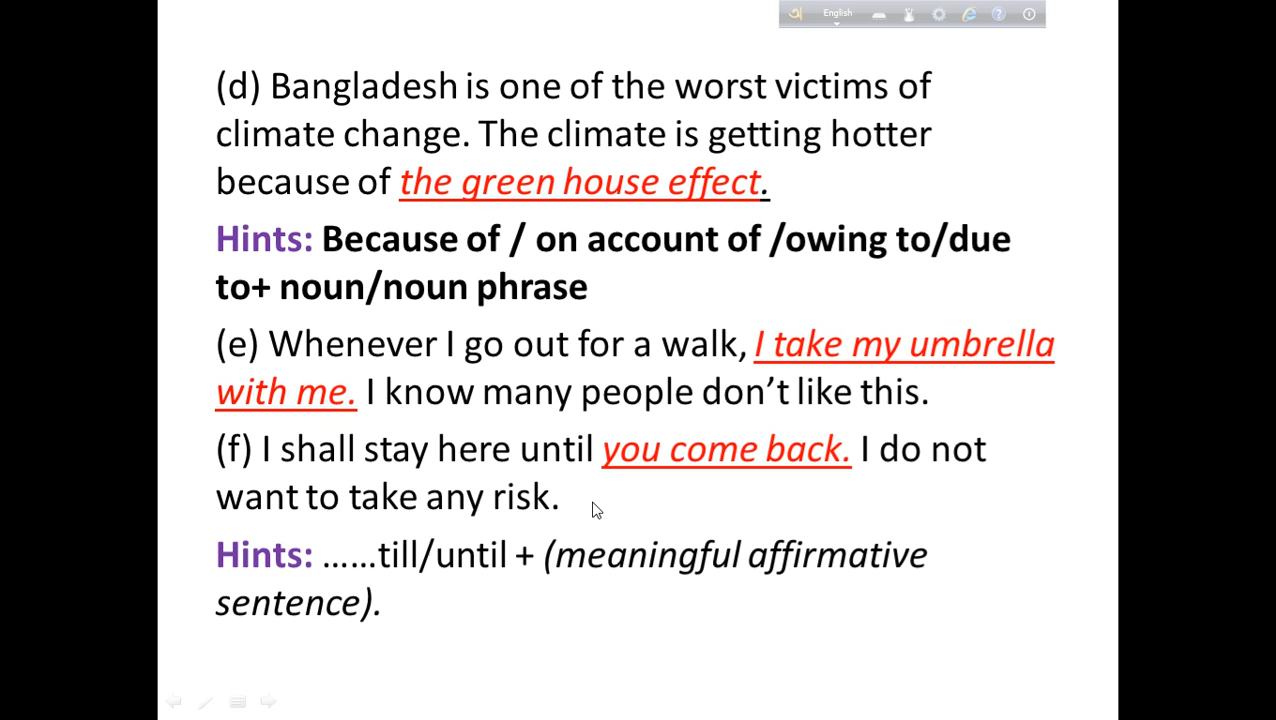 অ English
(d) Bangladesh is one of the worst victims of
climate change. The climate is getting hotter
because of the green house effect.
Hints: Because of / on account of /owing to/due
to+ noun/noun phrase
(e) Whenever I go out for a walk, I take my umbrella
with me. I know many people don’t like this.
(f) I shall stay here until you come back. I do not
want to take any risk.
Hints: ……till/until + (meaningful affirmative
sentence).